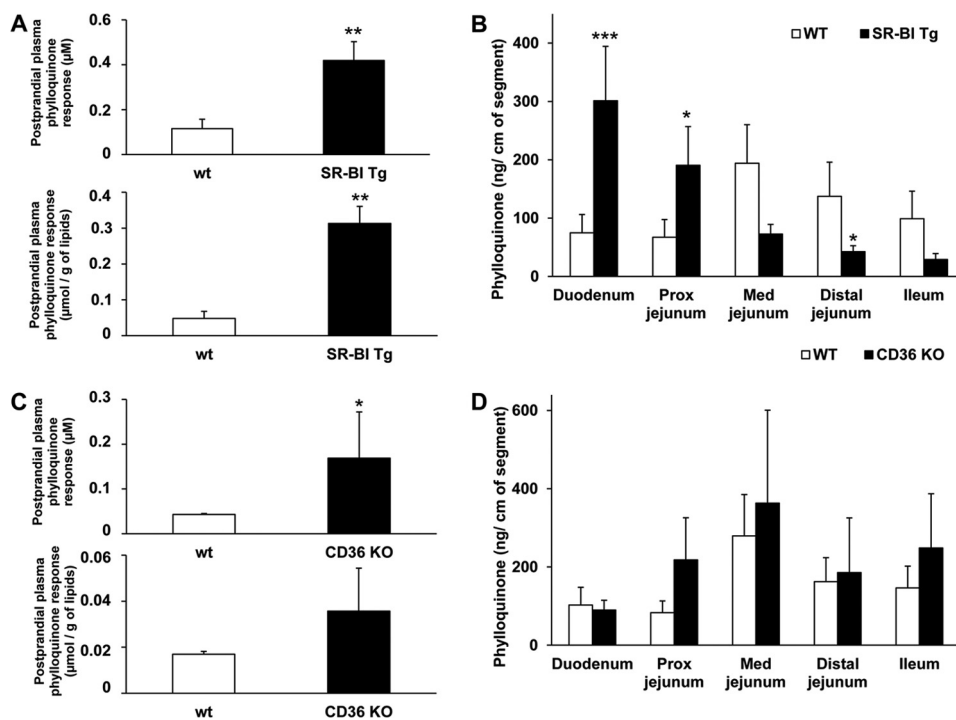 A
Postprandial plasma
phylloquinone
response (µM)
0.6
0.4
0.2
0
**
wt
SR-BI Tg
Postprandial plasma
phylloquinone response
(µmol / g of lipids)
0.4
0.3
0.2
0.1
0
**
wt
SR-BI Tg
B
WT
SR-BI Tg
Phylloquinone (ng/ cm of segment)
400
300
200
100
0
***
*
*
Duodenum
Prox
jejunum
Med
jejunum
Distal
jejunum
Ileum
C
Postprandial plasma
phylloquinone
response (µM)
0.3
0.2
0.1
0
*
wt
CD36 KO
Postprandial plasma
phylloquinone response
(µmol / g of lipids)
0.06
0.04
0.02
0
wt
CD36 KO
WT
CD36 KO
D
Phylloquinone (ng/ cm of segment)
600
400
200
0
Duodenum
Prox
jejunum
Med
jejunum
Distal
jejunum
Ileum